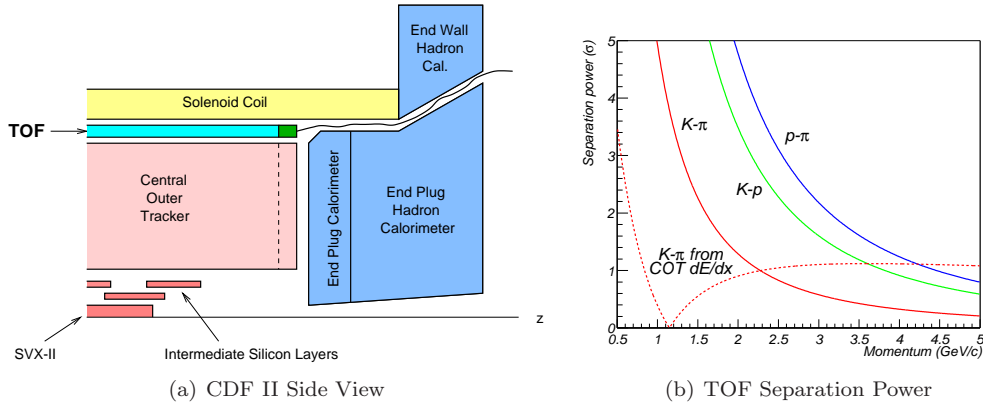 End Wall
Hadron
Cal.
Solenoid Coil
TOF
Central
Outer
Tracker
End Plug Calorimeter
End Plug
Hadron
Calorimeter
z
SVX-II
Intermediate Silicon Layers
(a) CDF II Side View
Separation power (σ)
5
4
3
2
1
0
K-π
p-π
K-p
K-π from
COT dE/dx
0.5 1 1.5 2 2.5 3 3.5 4 4.5 5
Momentum (GeV/c)
(b) TOF Separation Power